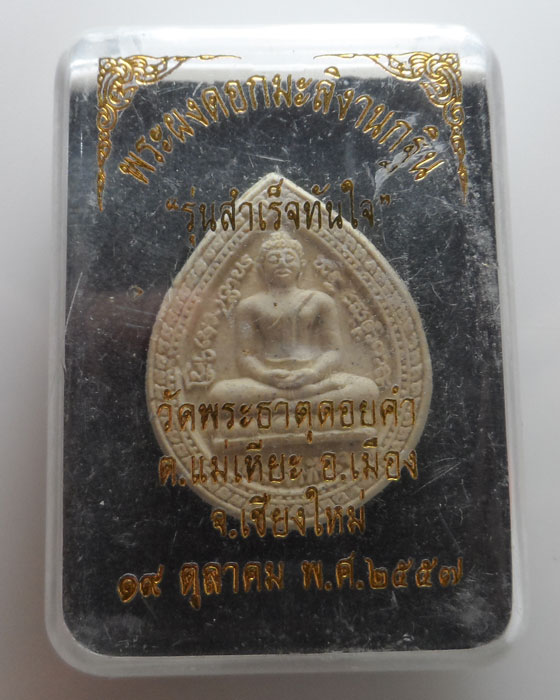 พระผงดอกมะลิงานกฐิน
"รุ่นสำเร็จทันใจ"
วัดพระธาตุดอยคำ
ต.แม่เหียะ อ.เมือง
จ.เชียงใหม่
๑๙ ตุลาคม พ.ศ.๒๕๕๗